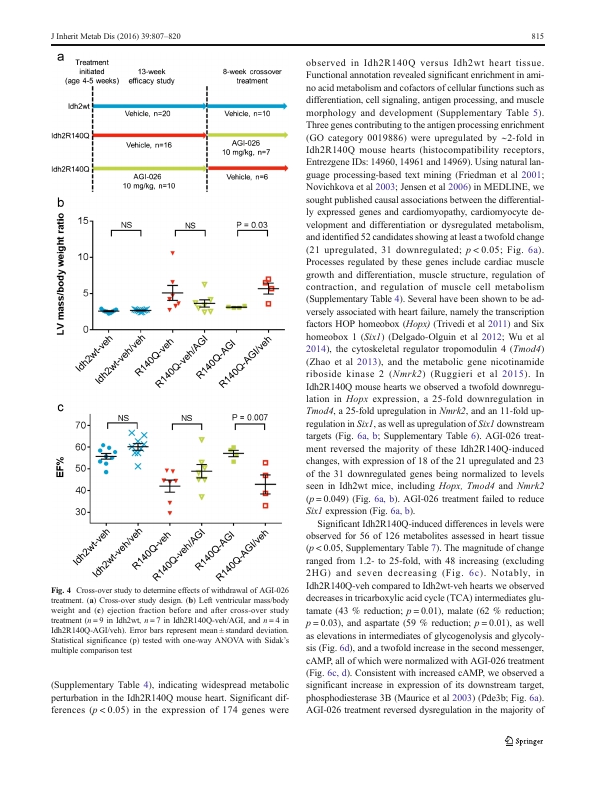 J Inherit Metab Dis (2016) 39:807–820
815
a
Treatment
initiated
(age 4-5 weeks)
13-week
efficacy study
8-week crossover
treatment
Idh2wt
Vehicle, n=20
Vehicle, n=10
Idh2R140Q
Vehicle, n=16
AGI-026
10 mg/kg, n=7
Idh2R140Q
AGI-026
10 mg/kg, n=10
Vehicle, n=6
b
LV mass/body weight ratio
15
10
5
0
NS
NS
P = 0.03
Idh2wt-veh
Idh2wt-veh/veh
R140Q-veh
R140Q-veh/AGI
R140Q-AGI
R140Q-AGI/veh
c
EF%
70
60
50
40
30
NS
NS
P = 0.007
Idh2wt-veh
Idh2wt-veh/veh
R140Q-veh
R140Q-veh/AGI
R140Q-AGI
R140Q-AGI/veh
Fig. 4 Cross-over study to determine effects of withdrawal of AGI-026
treatment. (a) Cross-over study design. (b) Left ventricular mass/body
weight and (c) ejection fraction before and after cross-over study
treatment (n = 9 in Idh2wt, n = 7 in Idh2R140Q-veh/AGI, and n = 4 in
Idh2R140Q-AGI/veh). Error bars represent mean ± standard deviation.
Statistical significance (p) tested with one-way ANOVA with Sidak's
multiple comparison test
(Supplementary Table 4), indicating widespread metabolic
perturbation in the Idh2R140Q mouse heart. Significant dif-
ferences (p < 0.05) in the expression of 174 genes were
observed in Idh2R140Q versus Idh2wt heart tissue.
Functional annotation revealed significant enrichment in ami-
no acid metabolism and cofactors of cellular functions such as
differentiation, cell signaling, antigen processing, and muscle
morphology and development (Supplementary Table 5).
Three genes contributing to the antigen processing enrichment
(GO category 0019886) were upregulated by ~2-fold in
Idh2R140Q mouse hearts (histocompatibility receptors,
Entrezgene IDs: 14960, 14961 and 14969). Using natural lan-
guage processing-based text mining (Friedman et al 2001;
Novichkova et al 2003; Jensen et al 2006) in MEDLINE, we
sought published causal associations between the differential-
ly expressed genes and cardiomyopathy, cardiomyocyte de-
velopment and differentiation or dysregulated metabolism,
and identified 52 candidates showing at least a twofold change
(21 upregulated, 31 downregulated; p < 0.05; Fig. 6a).
Processes regulated by these genes include cardiac muscle
growth and differentiation, muscle structure, regulation of
contraction, and regulation of muscle cell metabolism
(Supplementary Table 4). Several have been shown to be ad-
versely associated with heart failure, namely the transcription
factors HOP homeobox (Hopx) (Trivedi et al 2011) and Six
homeobox 1 (Six1) (Delgado-Olguin et al 2012; Wu et al
2014), the cytoskeletal regulator tropomodulin 4 (Tmod4)
(Zhao et al 2013), and the metabolic gene nicotinamide
riboside kinase 2 (Nmrk2) (Ruggieri et al 2015). In
Idh2R140Q mouse hearts we observed a twofold downregu-
lation in Hopx expression, a 25-fold downregulation in
Tmod4, a 25-fold upregulation in Nmrk2, and an 11-fold up-
regulation in Six1, as well as upregulation of Six1 downstream
targets (Fig. 6a, b; Supplementary Table 6). AGI-026 treat-
ment reversed the majority of these Idh2R140Q-induced
changes, with expression of 18 of the 21 upregulated and 23
of the 31 downregulated genes being normalized to levels
seen in Idh2wt mice, including Hopx, Tmod4 and Nmrk2
(p = 0.049) (Fig. 6a, b). AGI-026 treatment failed to reduce
Six1 expression (Fig. 6a, b).
Significant Idh2R140Q-induced differences in levels were
observed for 56 of 126 metabolites assessed in heart tissue
(p < 0.05, Supplementary Table 7). The magnitude of change
ranged from 1.2- to 25-fold, with 48 increasing (excluding
2HG) and seven decreasing (Fig. 6c). Notably, in
Idh2R140Q-veh compared to Idh2wt-veh hearts we observed
decreases in tricarboxylic acid cycle (TCA) intermediates glu-
tamate (43 % reduction; p = 0.01), malate (62 % reduction;
p = 0.03), and aspartate (59 % reduction; p = 0.01), as well
as elevations in intermediates of glycogenolysis and glycoly-
sis (Fig. 6d), and a twofold increase in the second messenger,
cAMP, all of which were normalized with AGI-026 treatment
(Fig. 6c, d). Consistent with increased cAMP, we observed a
significant increase in expression of its downstream target,
phosphodiesterase 3B (Maurice et al 2003) (Pde3b; Fig. 6a).
AGI-026 treatment reversed dysregulation in the majority of
Springer